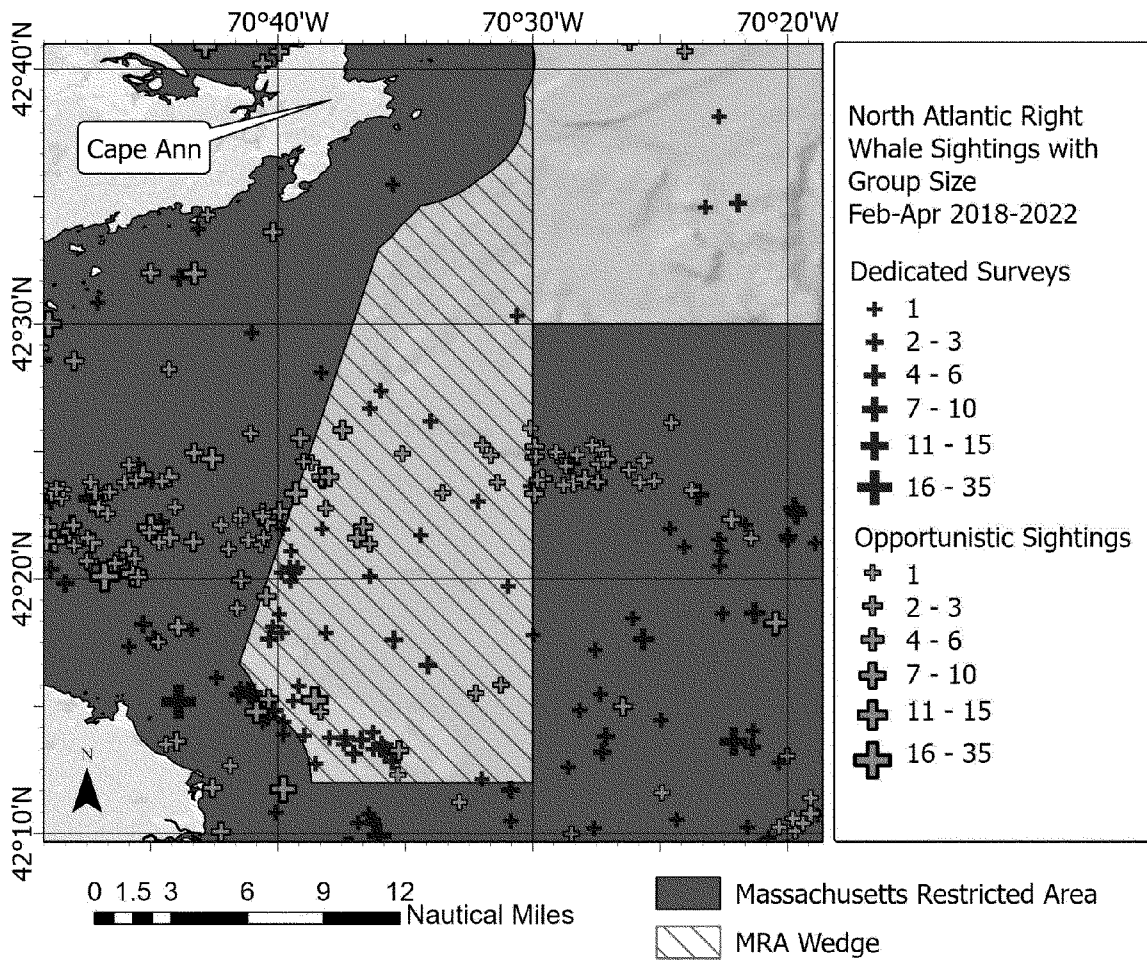 70°40'W 70°30'W 70°20'W
42°40'N
42°30'N
42°20'N
42°10'N
Cape Ann
Z
North Atlantic Right
Whale Sightings with
Group Size
Feb-Apr 2018-2022
Dedicated Surveys
1
2 - 3
4 - 6
7 - 10
11 - 15
16 - 35
Opportunistic Sightings
1
2 - 3
4 - 6
7 - 10
11 - 15
16 - 35
0 1.5 3 6 9 12
Nautical Miles
Massachusetts Restricted Area
MRA Wedge